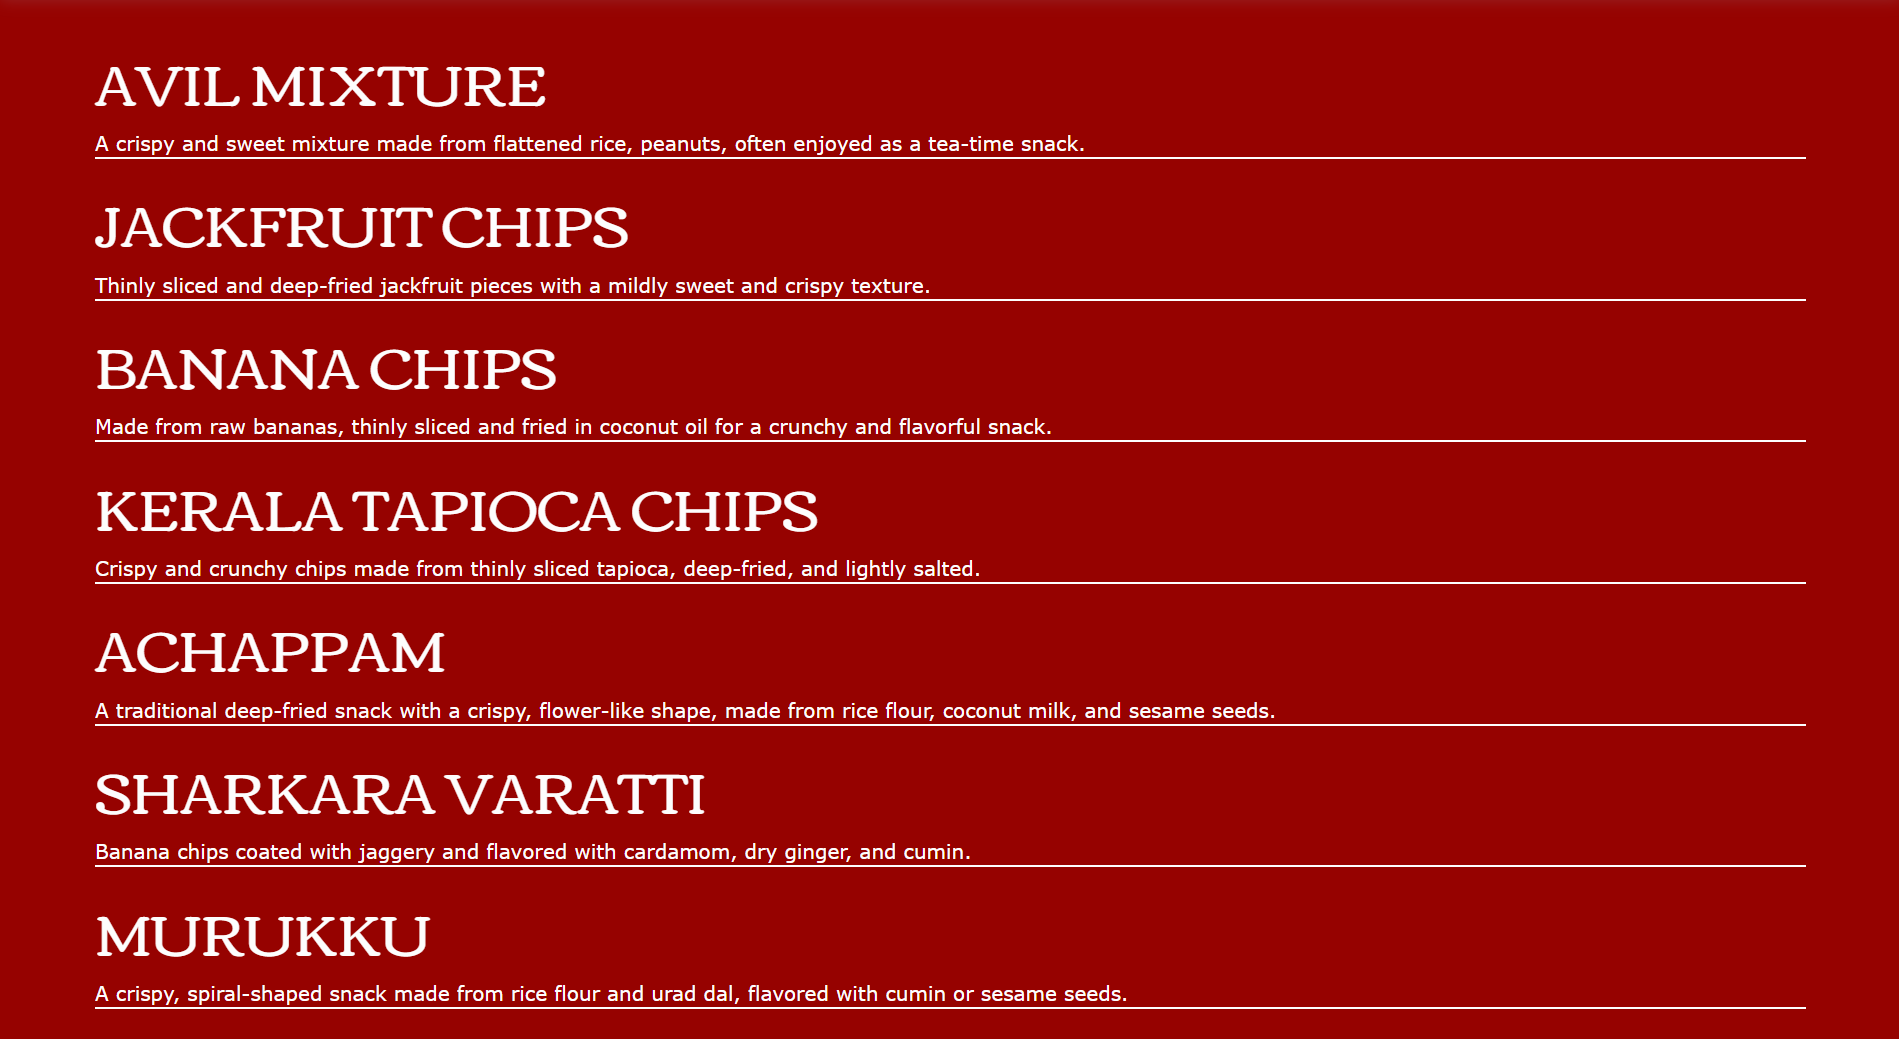 AVIL MIXTURE
A crispy and sweet mixture made from flattened rice, peanuts, often enjoyed as a tea-time snack.
JACKFRUIT CHIPS
Thinly sliced and deep-fried jackfruit pieces with a mildly sweet and crispy texture.
BANANA CHIPS
Made from raw bananas, thinly sliced and fried in coconut oil for a crunchy and flavorful snack.
KERALA TAPIOCA CHIPS
Crispy and crunchy chips made from thinly sliced tapioca, deep-fried, and lightly salted.
ACHAPPAM
A traditional deep-fried snack with a crispy, flower-like shape, made from rice flour, coconut milk, and sesame seeds.
SHARKARA VARATTI
Banana chips coated with jaggery and flavored with cardamom, dry ginger, and cumin.
MURUKKU
A crispy, spiral-shaped snack made from rice flour and urad dal, flavored with cumin or sesame seeds.